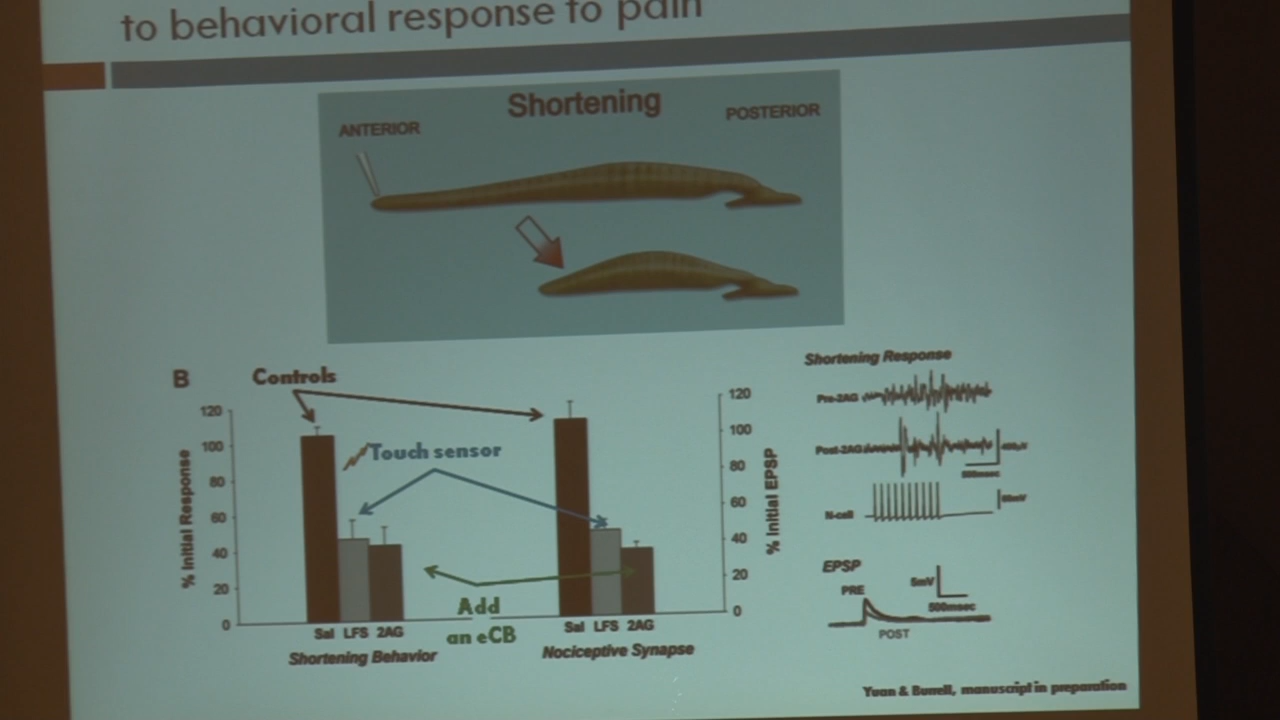 to behavioral response to pain
Shortening
ANTERIOR
POSTERIOR
B
Controls
120
100
80
60
40
20
0
% Initial Response
Touch sensor
Add
an eCB
Sal LFS 2AG
Shortening Behavior
120
100
80
60
40
20
0
% Initial EPSP
Sal LFS 2AG
Nociceptive Synapse
Shortening Response
Pre-2AG
Post-2AG
N-cell
EPSP
PRE
5mV
500msec
POST
Yuan & Burrell, manuscript in preparation